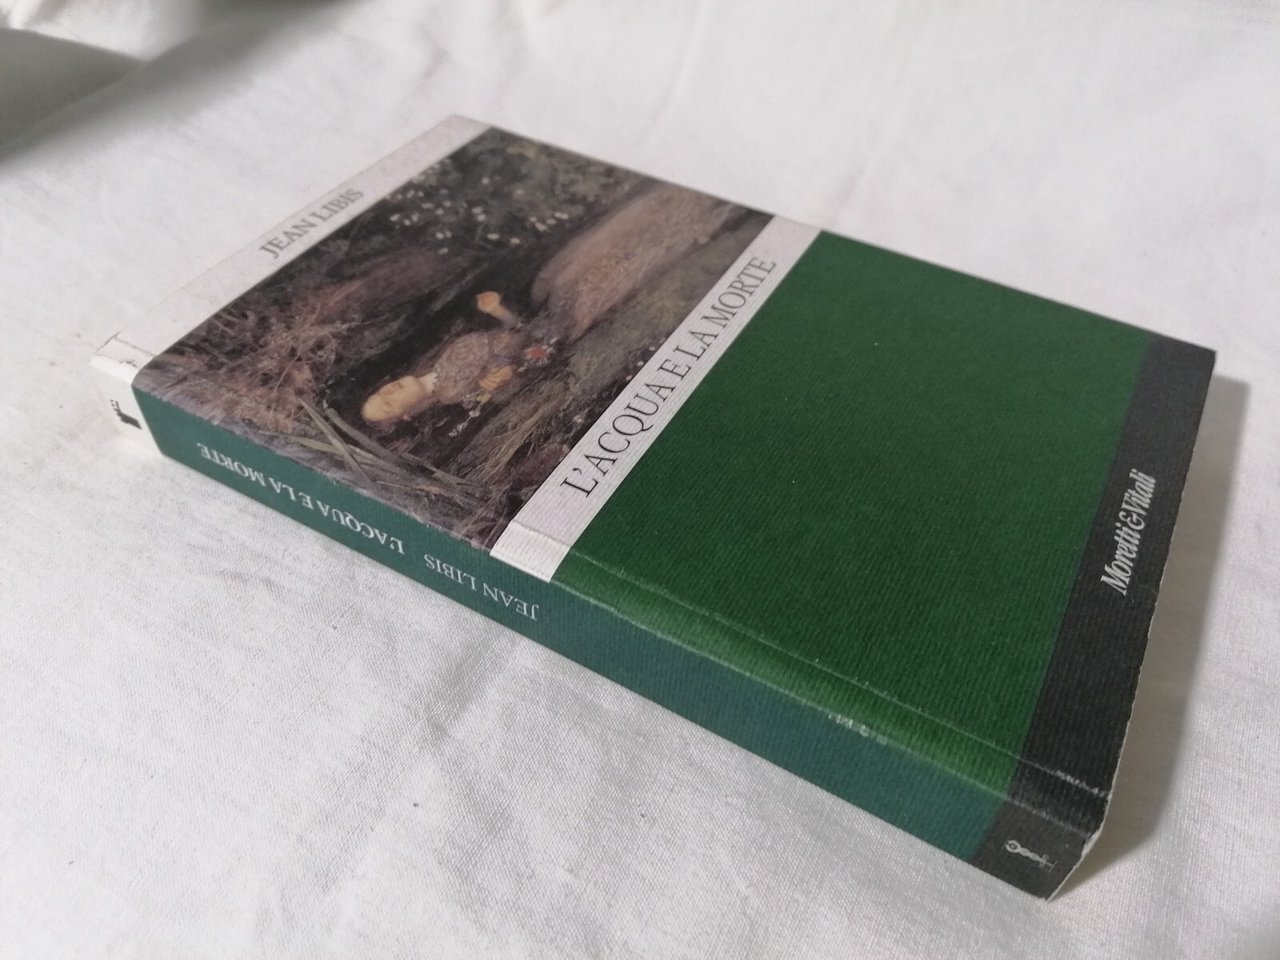 JEAN LIBIS
L'ACQUA E LA MORTE
Moretti&Vitali
JEAN LIBIS L'ACQUA E LA MORTE